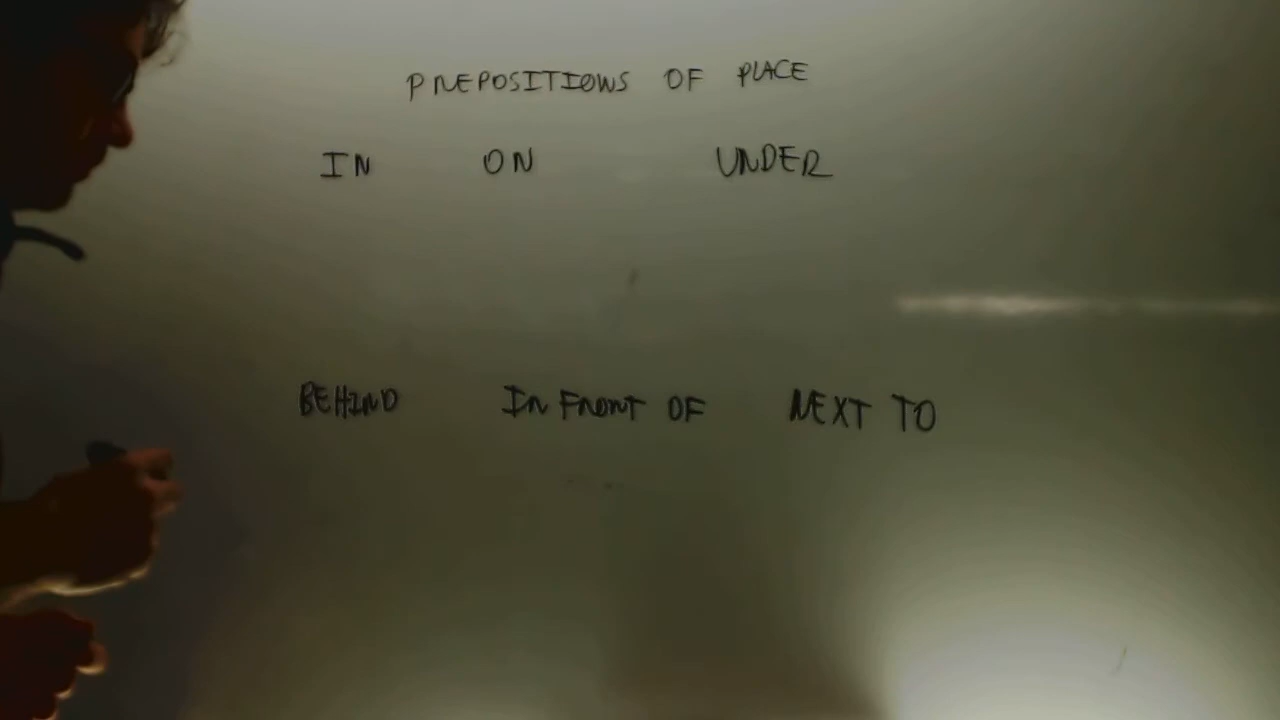 PREPOSITIONS OF PLACE
IN ON UNDER
BEHIND IN FRONT OF NEXT TO